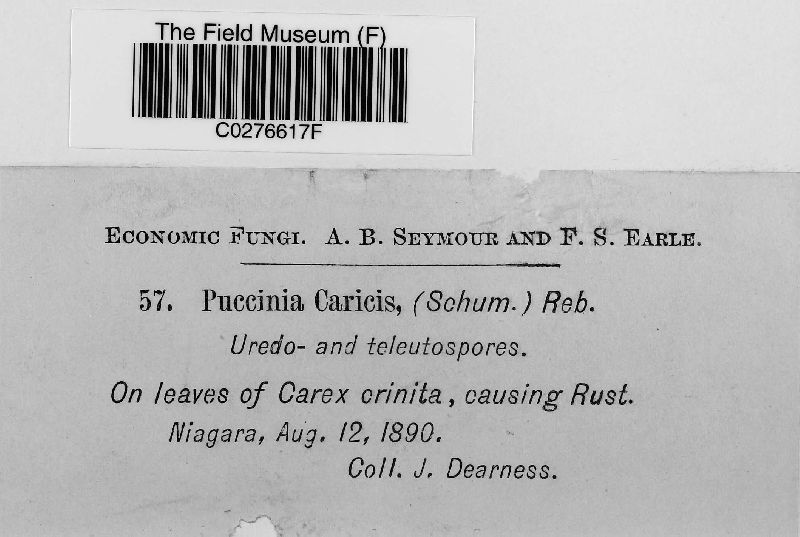 The Field Museum (F)
C0276617F
Economic Fungi. A. B. Seymour and F. S. Earle.
57. Puccinia Caricis, (Schum.) Reb.
Uredo- and teleutospores.
On leaves of Carex crinita, causing Rust.
Niagara, Aug. 12, 1890.
Coll. J. Dearness.